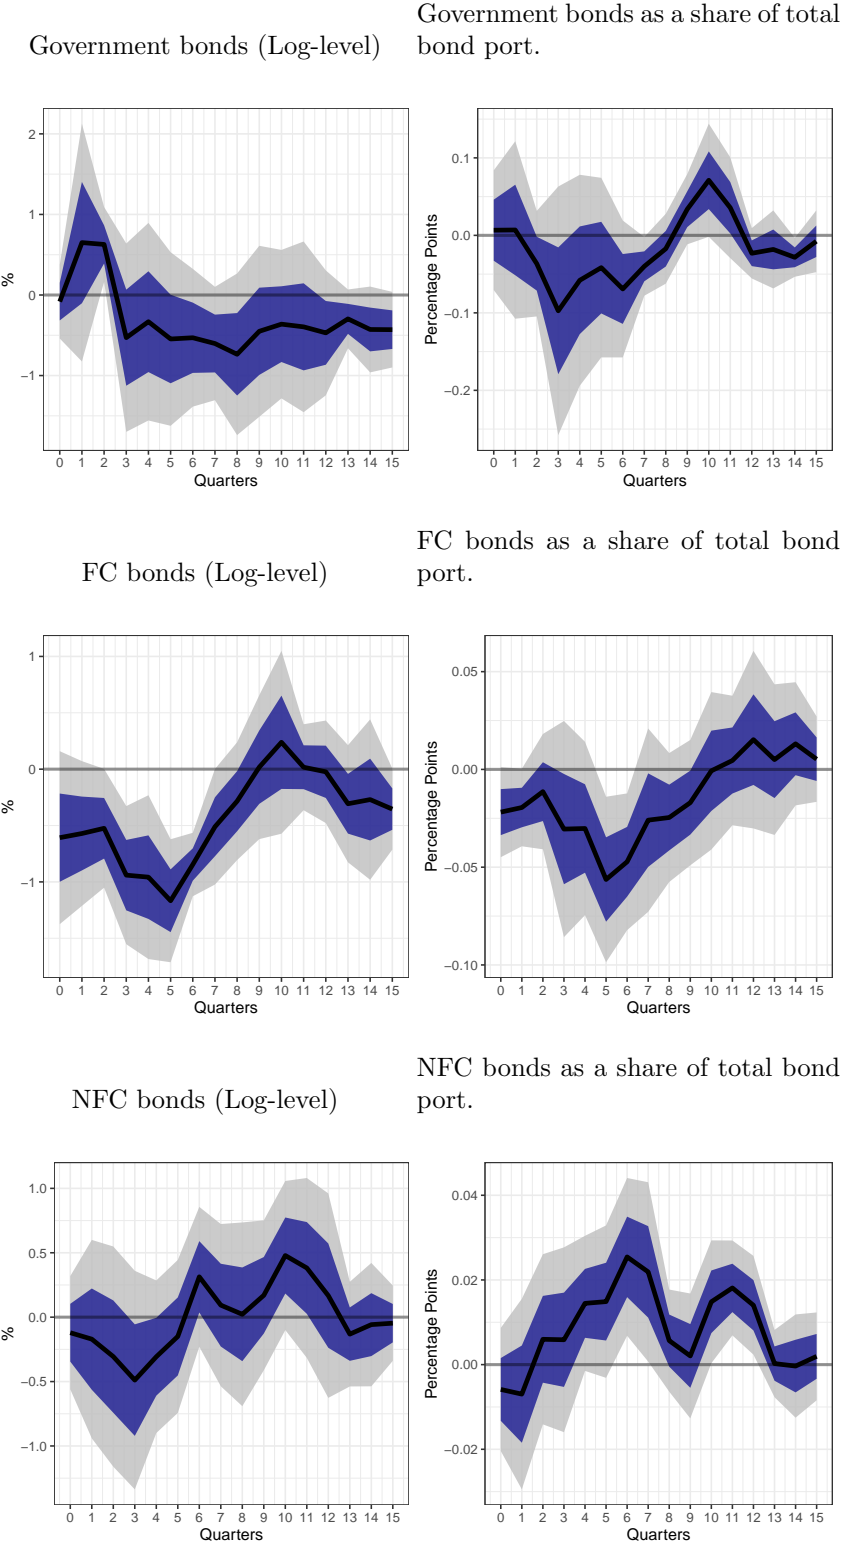 Government bonds (Log-level)
Government bonds as a share of total
bond port.
2
1
0
−1
%
0 1 2 3 4 5 6 7 8 9 10 11 12 13 14 15
Quarters
0.1
0.0
−0.1
−0.2
Percentage Points
0 1 2 3 4 5 6 7 8 9 10 11 12 13 14 15
Quarters
FC bonds (Log-level)
FC bonds as a share of total bond
port.
1
0
−1
%
0 1 2 3 4 5 6 7 8 9 10 11 12 13 14 15
Quarters
0.05
0.00
−0.05
−0.10
Percentage Points
0 1 2 3 4 5 6 7 8 9 10 11 12 13 14 15
Quarters
NFC bonds (Log-level)
NFC bonds as a share of total bond
port.
1.0
0.5
0.0
−0.5
−1.0
%
0 1 2 3 4 5 6 7 8 9 10 11 12 13 14 15
Quarters
0.04
0.02
0.00
−0.02
Percentage Points
0 1 2 3 4 5 6 7 8 9 10 11 12 13 14 15
Quarters